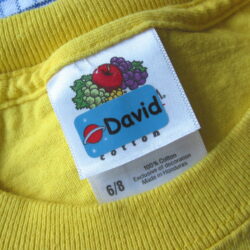 David
cotton
6/8
100% Cotton
Exclusive of decoration
Made in Honduras